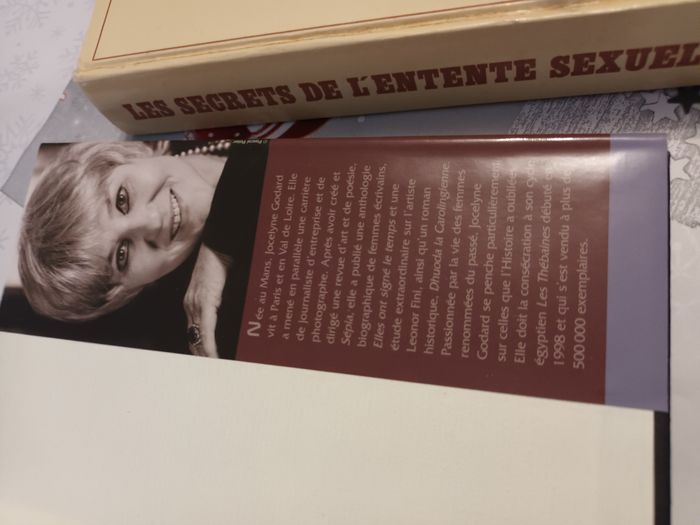 LES SECRETS DE L'ENTENTE SEXUEL
Née au Mans, Jocelyne Godard
vit à Paris et en Val de Loire. Elle
a mené en parallèle une carrière
de journaliste d'entreprise et de
photographe. Après avoir créé et
dirigé une revue d'art et de poésie,
Sépia, elle a publié une anthologie
biographique de femmes écrivains,
Elles ont signé le temps et une
étude extraordinaire sur l'artiste
Leonor Fini, ainsi qu'un roman
historique, Dhuoda la Carolingienne.
Passionnée par la vie des femmes
renommées du passé, Jocelyne
Godard se penche particulièrement
sur celles que l'Histoire a oubliées.
Elle doit la consécration à son cycle
égyptien Les Thébaines débuté en
1998 et qui s'est vendu à plus de
500 000 exemplaires.